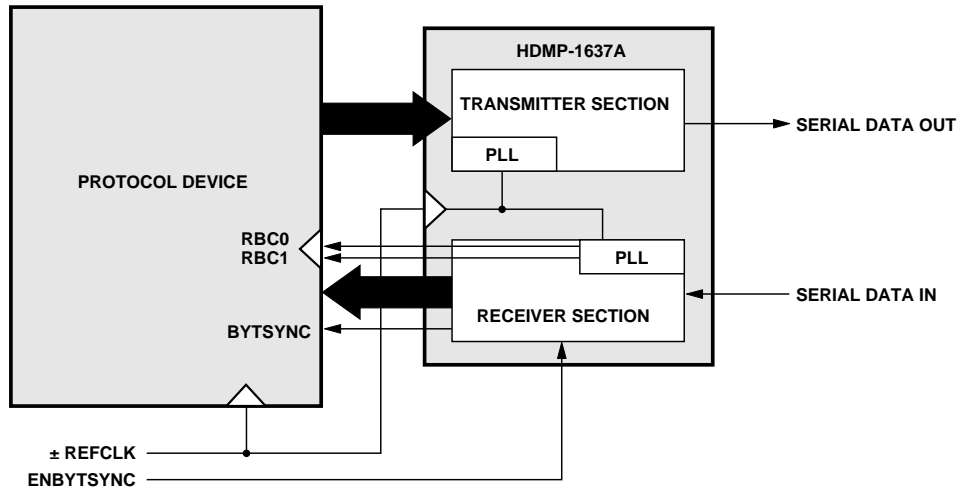 HDMP-1637A
TRANSMITTER SECTION
SERIAL DATA OUT
PLL
PROTOCOL DEVICE
RBC0
RBC1
PLL
SERIAL DATA IN
RECEIVER SECTION
BYTSYNC
± REFCLK
ENBYTSYNC